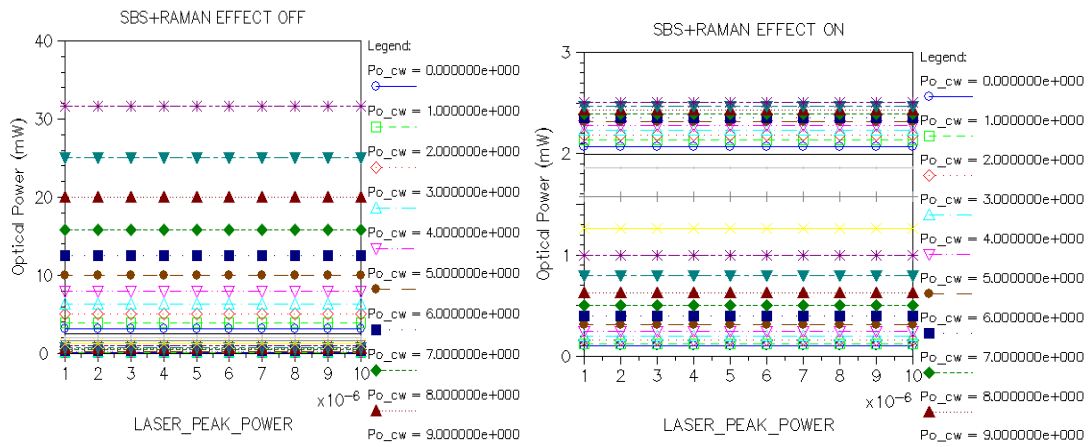 SBS+RAMAN EFFECT OFF
40
30
20
10
0
Optical Power (mW)
1 2 3 4 5 6 7 8 9 10
×10^-6
LASER_PEAK_POWER
Legend:
Po_cw = 0.000000e+000
Po_cw = 1.000000e+000
Po_cw = 2.000000e+000
Po_cw = 3.000000e+000
Po_cw = 4.000000e+000
Po_cw = 5.000000e+000
Po_cw = 6.000000e+000
Po_cw = 7.000000e+000
Po_cw = 8.000000e+000
Po_cw = 9.000000e+000
SBS+RAMAN EFFECT ON
3
2
1
0
Optical Power (mW)
1 2 3 4 5 6 7 8 9 10
×10^-6
LASER_PEAK_POWER
Legend:
Po_cw = 0.000000e+000
Po_cw = 1.000000e+000
Po_cw = 2.000000e+000
Po_cw = 3.000000e+000
Po_cw = 4.000000e+000
Po_cw = 5.000000e+000
Po_cw = 6.000000e+000
Po_cw = 7.000000e+000
Po_cw = 8.000000e+000
Po_cw = 9.000000e+000